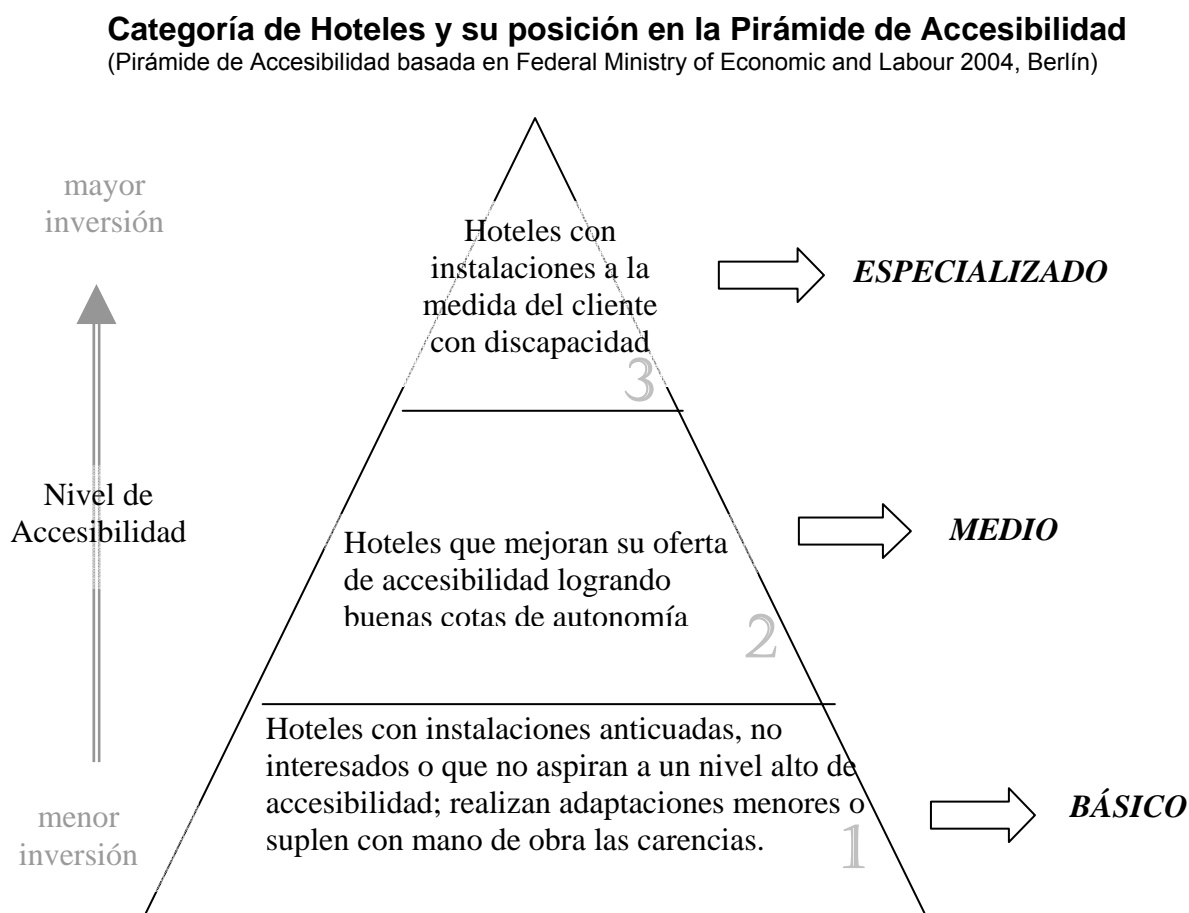 Categoría de Hoteles y su posición en la Pirámide de Accesibilidad
(Pirámide de Accesibilidad basada en Federal Ministry of Economic and Labour 2004, Berlín)
mayor
inversión
Hoteles con
instalaciones a la
medida del cliente
con discapacidad
3
ESPECIALIZADO
Nivel de
Accesibilidad
Hoteles que mejoran su oferta
de accesibilidad logrando
buenas cotas de autonomía
2
MEDIO
Hoteles con instalaciones anticuadas, no
interesados o que no aspiran a un nivel alto de
accesibilidad; realizan adaptaciones menores o
suplen con mano de obra las carencias.
1
BÁSICO
menor
inversión